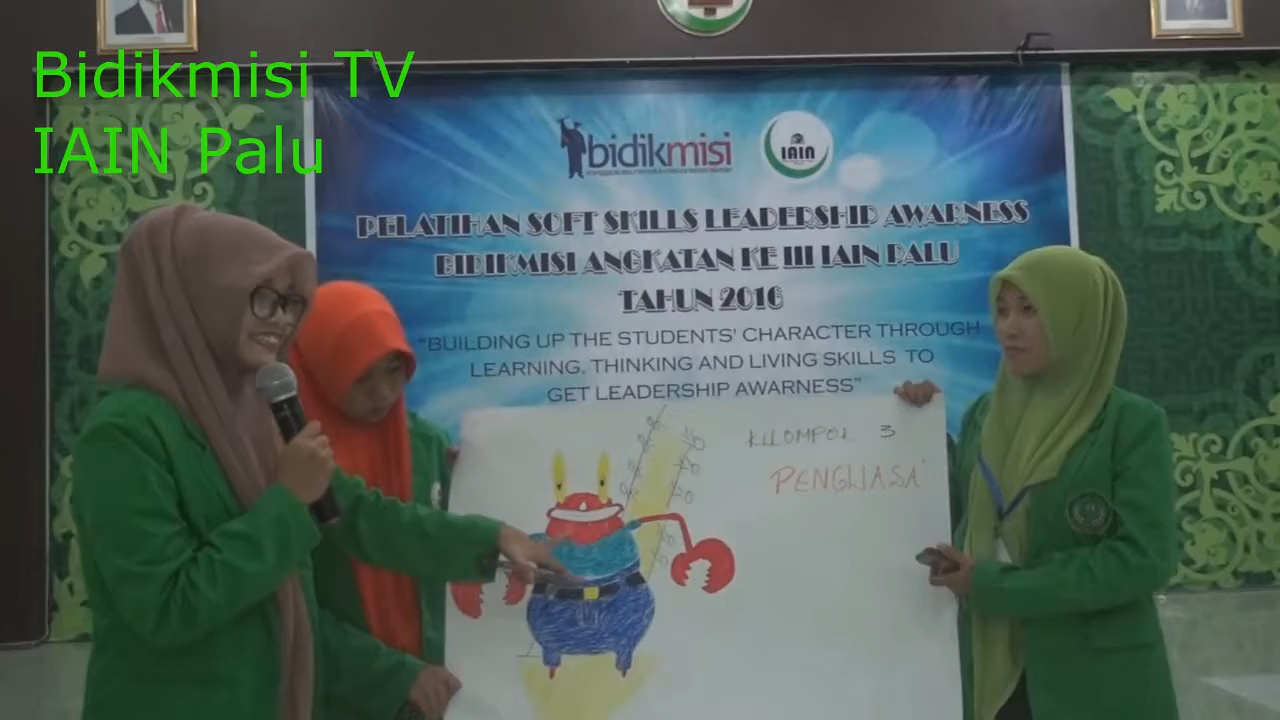 Bidikmisi TV
IAIN Palu
bidikmisi
IAIN
PELATIHAN SOFT SKILLS LEADERSHIP AWARNESS
BIDIKMISI ANGKATAN KE III IAIN PALU
TAHUN 2016
"BUILDING UP THE STUDENTS' CHARACTER THROUGH
LEARNING, THINKING AND LIVING SKILLS TO
GET LEADERSHIP AWARNESS"
KELOMPOK 3
PENGUASA